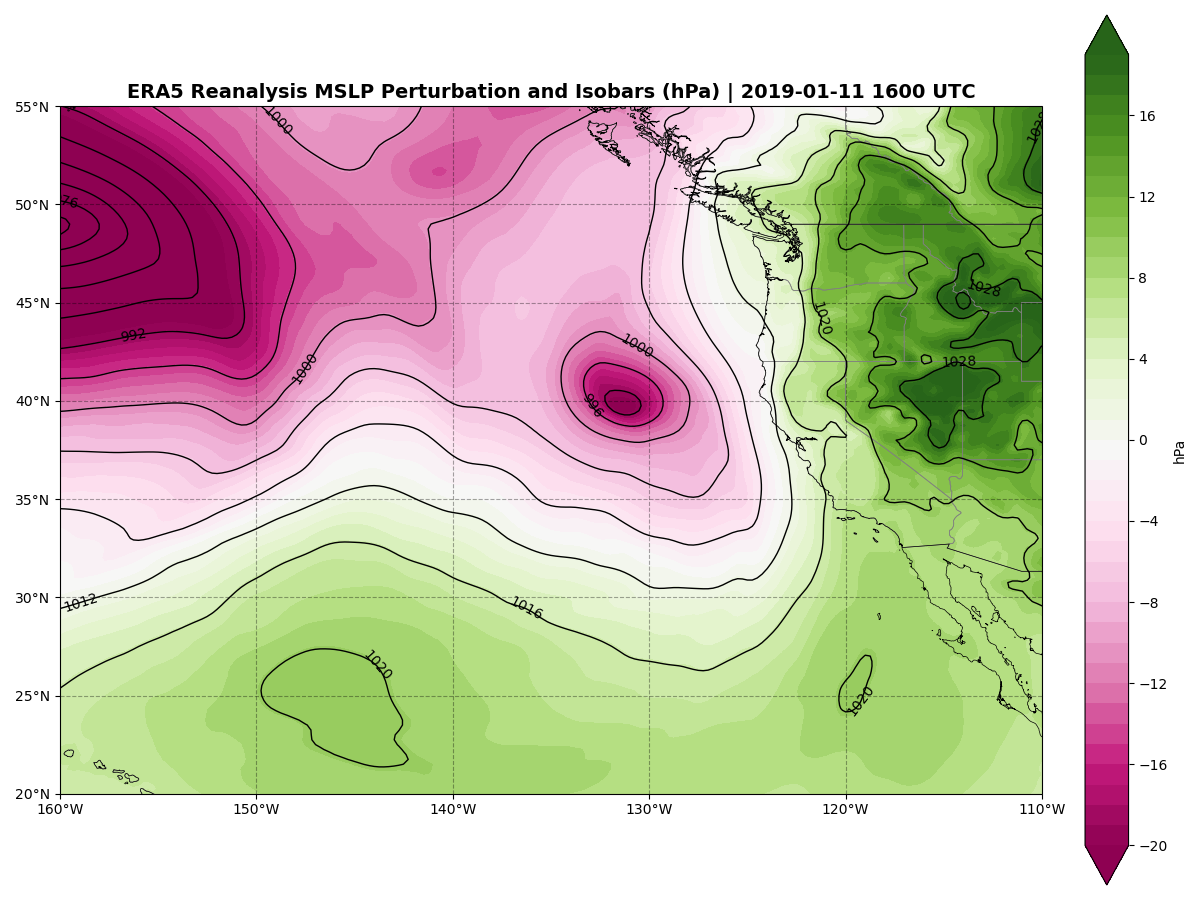 ERA5 Reanalysis MSLP Perturbation and Isobars (hPa) | 2019-01-11 1600 UTC
55°N
50°N
45°N
40°N
35°N
30°N
25°N
20°N
160°W
150°W
140°W
130°W
120°W
110°W
1000
76
992
1000
1000
996
1012
1016
1020
1020
1020
1028
1028
16
12
8
4
0
−4
−8
−12
−16
−20
hPa